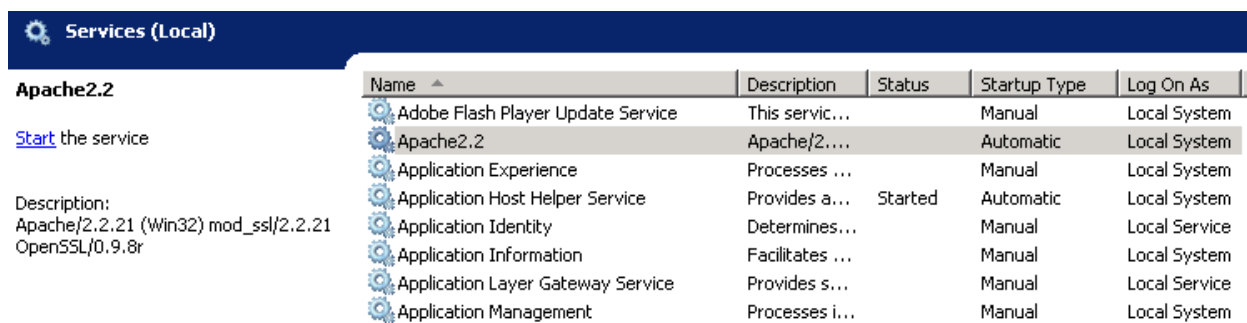 Services (Local)
Apache2.2
Start the service
Description:
Apache/2.2.21 (Win32) mod_ssl/2.2.21
OpenSSL/0.9.8r
Name Description Status Startup Type Log On As
Adobe Flash Player Update Service This servic... Manual Local System
Apache2.2 Apache/2.... Automatic Local System
Application Experience Processes ... Manual Local System
Application Host Helper Service Provides a... Started Automatic Local System
Application Identity Determines... Manual Local Service
Application Information Facilitates ... Manual Local System
Application Layer Gateway Service Provides s... Manual Local Service
Application Management Processes i... Manual Local System